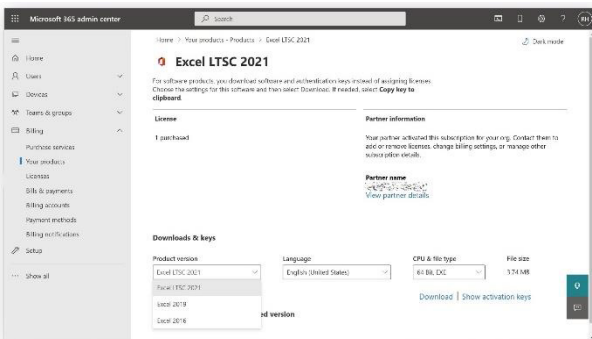 Microsoft 365 admin center
Search
RH
Home > Your products - Products > Excel LTSC 2021
Dark mode
Home
Users
Devices
Teams & groups
Billing
Purchase services
Your products
Licenses
Bills & payments
Billing accounts
Payment methods
Billing notifications
Setup
Show all
Excel LTSC 2021
For software products, you download software and authentication keys instead of assigning licenses.
Choose the settings for this software and then select Download. If needed, select Copy key to
clipboard.
License
1 purchased
Partner information
Your partner activated this subscription for your org. Contact them to
add or remove licenses, change billing settings, or manage other
subscription details.
Partner name
View partner details
Downloads & keys
Product version
Language
CPU & file type
File size
Excel LTSC 2021
English (United States)
64 Bit, EXE
3.74 MB
Excel LTSC 2021
Excel 2019
Excel 2016
Download | Show activation keys
ed version